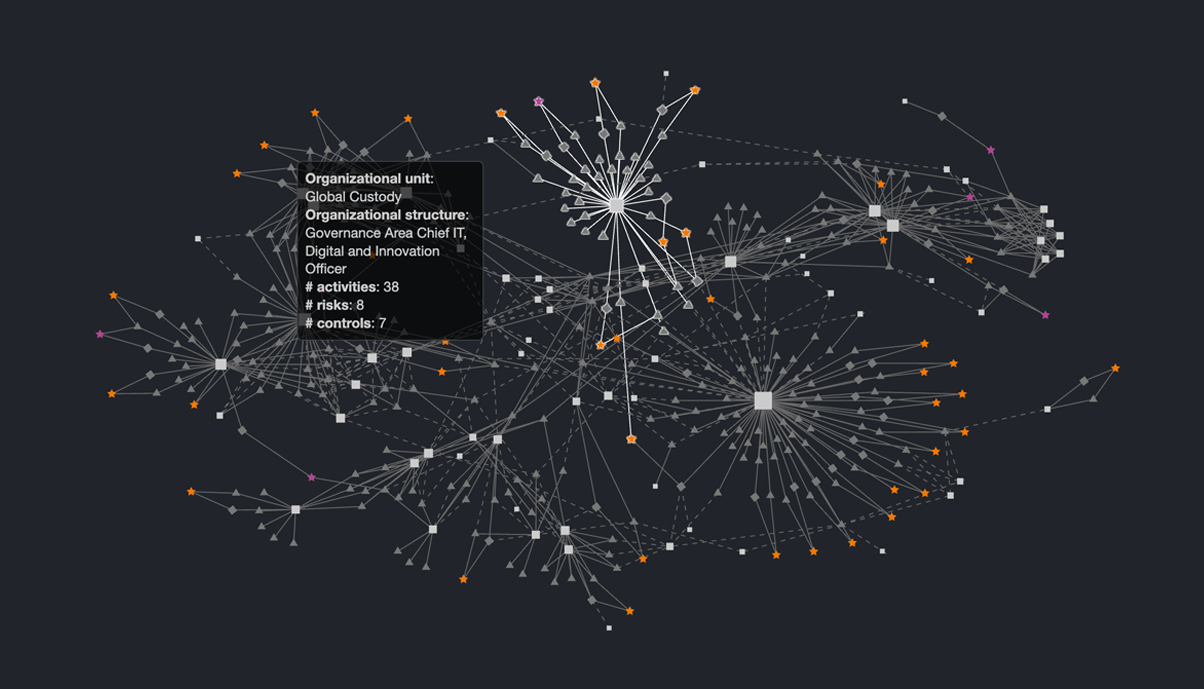 Organizational unit:
Global Custody
Organizational structure:
Governance Area Chief IT,
Digital and Innovation
Officer
# activities: 38
# risks: 8
# controls: 7